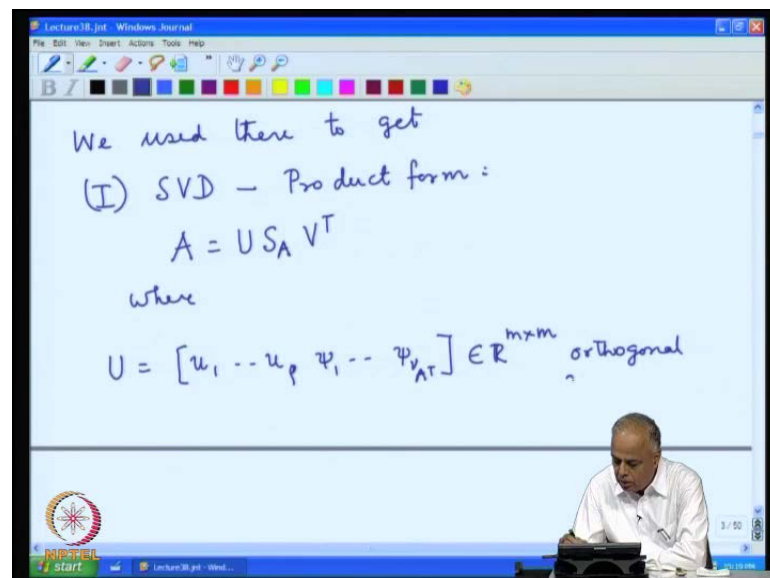 Lecture38.jnt - Windows Journal
File Edit View Insert Actions Tools Help
B I
We used there to get
(I) SVD – Product form :
A = U S_A V^T
where
U = [u_1 -- u_ρ ψ_1 -- ψ_{ν_{A^T}}] ∈ ℝ^{m×m} orthogonal
3 / 50
NPTEL
start
Lecture38.jnt - Wind...